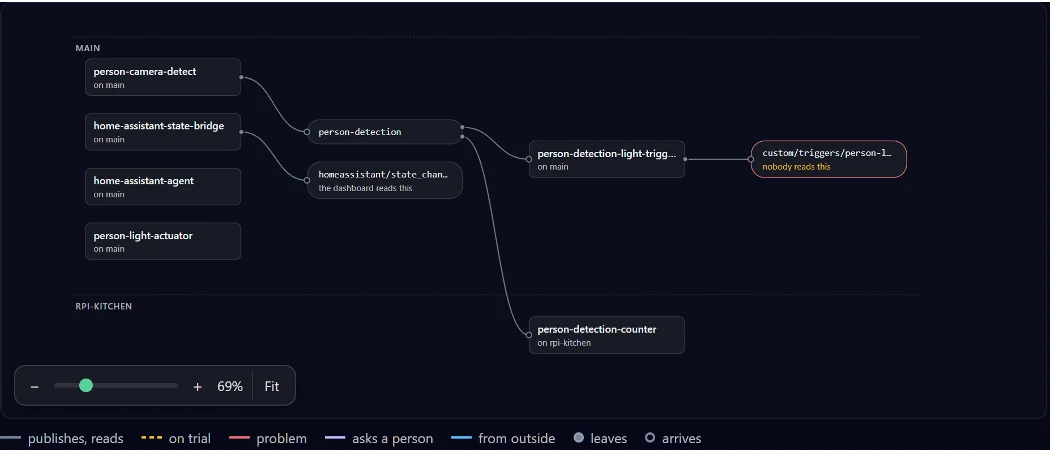 MAIN
person-camera-detect
on main
home-assistant-state-bridge
on main
home-assistant-agent
on main
person-light-actuator
on main
person-detection
homeassistant/state_chan…
the dashboard reads this
person-detection-light-trigg…
on main
custom/triggers/person-l…
nobody reads this
RPI-KITCHEN
person-detection-counter
on rpi-kitchen
− + 69% Fit
publishes, reads on trial problem asks a person from outside leaves arrives